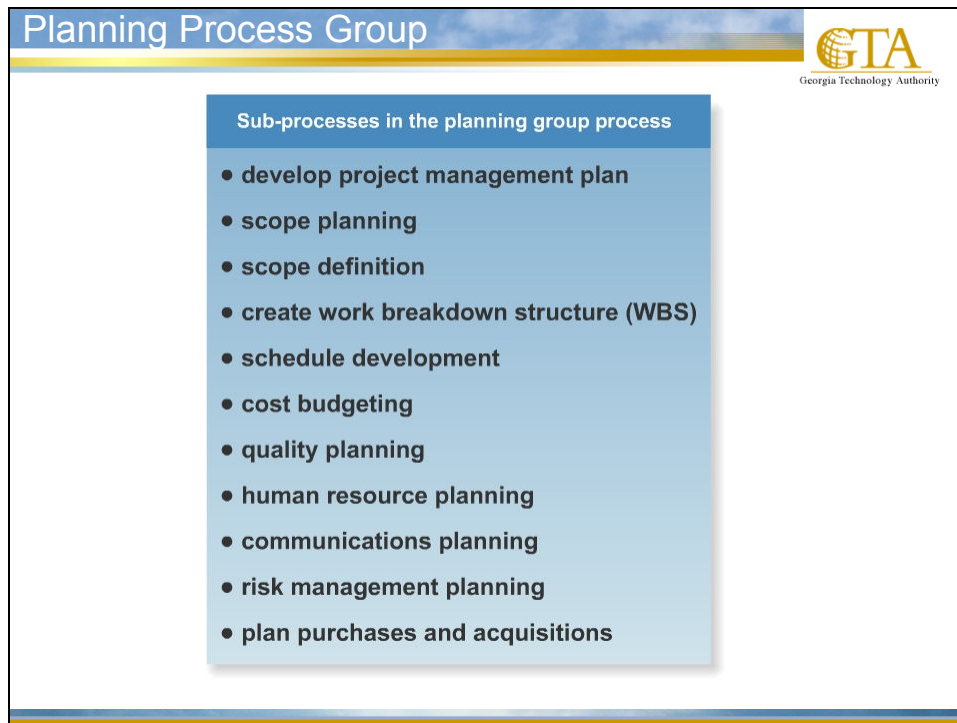 Planning Process Group
GTA
Georgia Technology Authority
Sub-processes in the planning group process
• develop project management plan
• scope planning
• scope definition
• create work breakdown structure (WBS)
• schedule development
• cost budgeting
• quality planning
• human resource planning
• communications planning
• risk management planning
• plan purchases and acquisitions